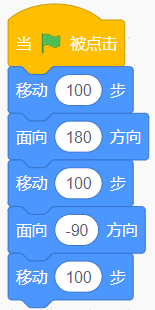 当 被点击
移动 100 步
面向 180 方向
移动 100 步
面向 -90 方向
移动 100 步